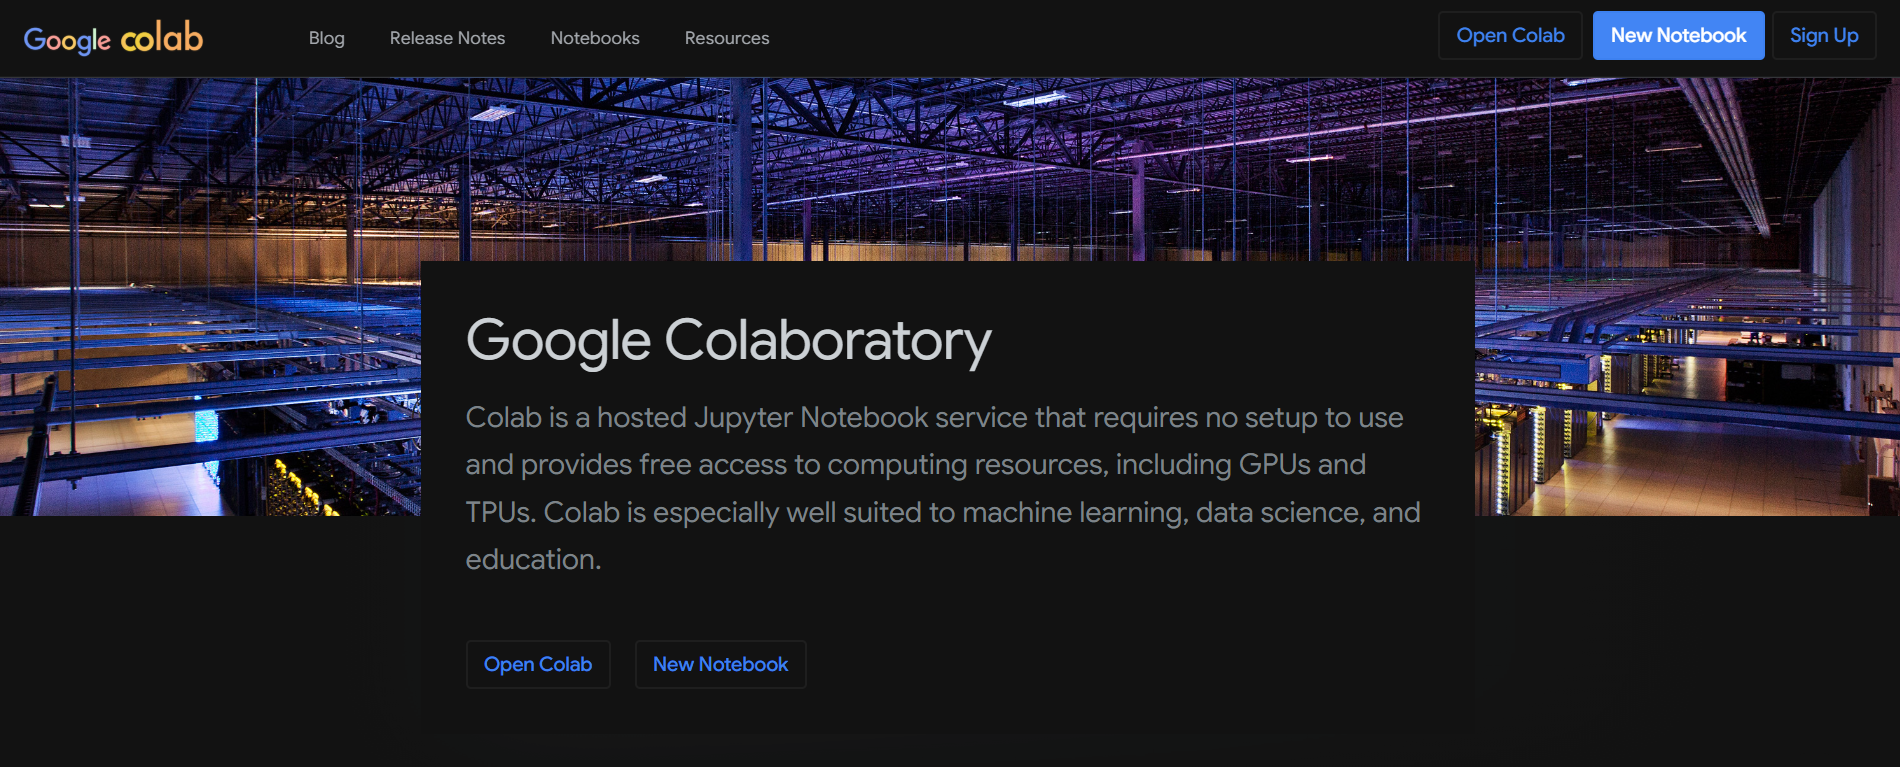 Google colab
Blog
Release Notes
Notebooks
Resources
Open Colab
New Notebook
Sign Up
Google Colaboratory
Colab is a hosted Jupyter Notebook service that requires no setup to use
and provides free access to computing resources, including GPUs and
TPUs. Colab is especially well suited to machine learning, data science, and
education.
Open Colab
New Notebook